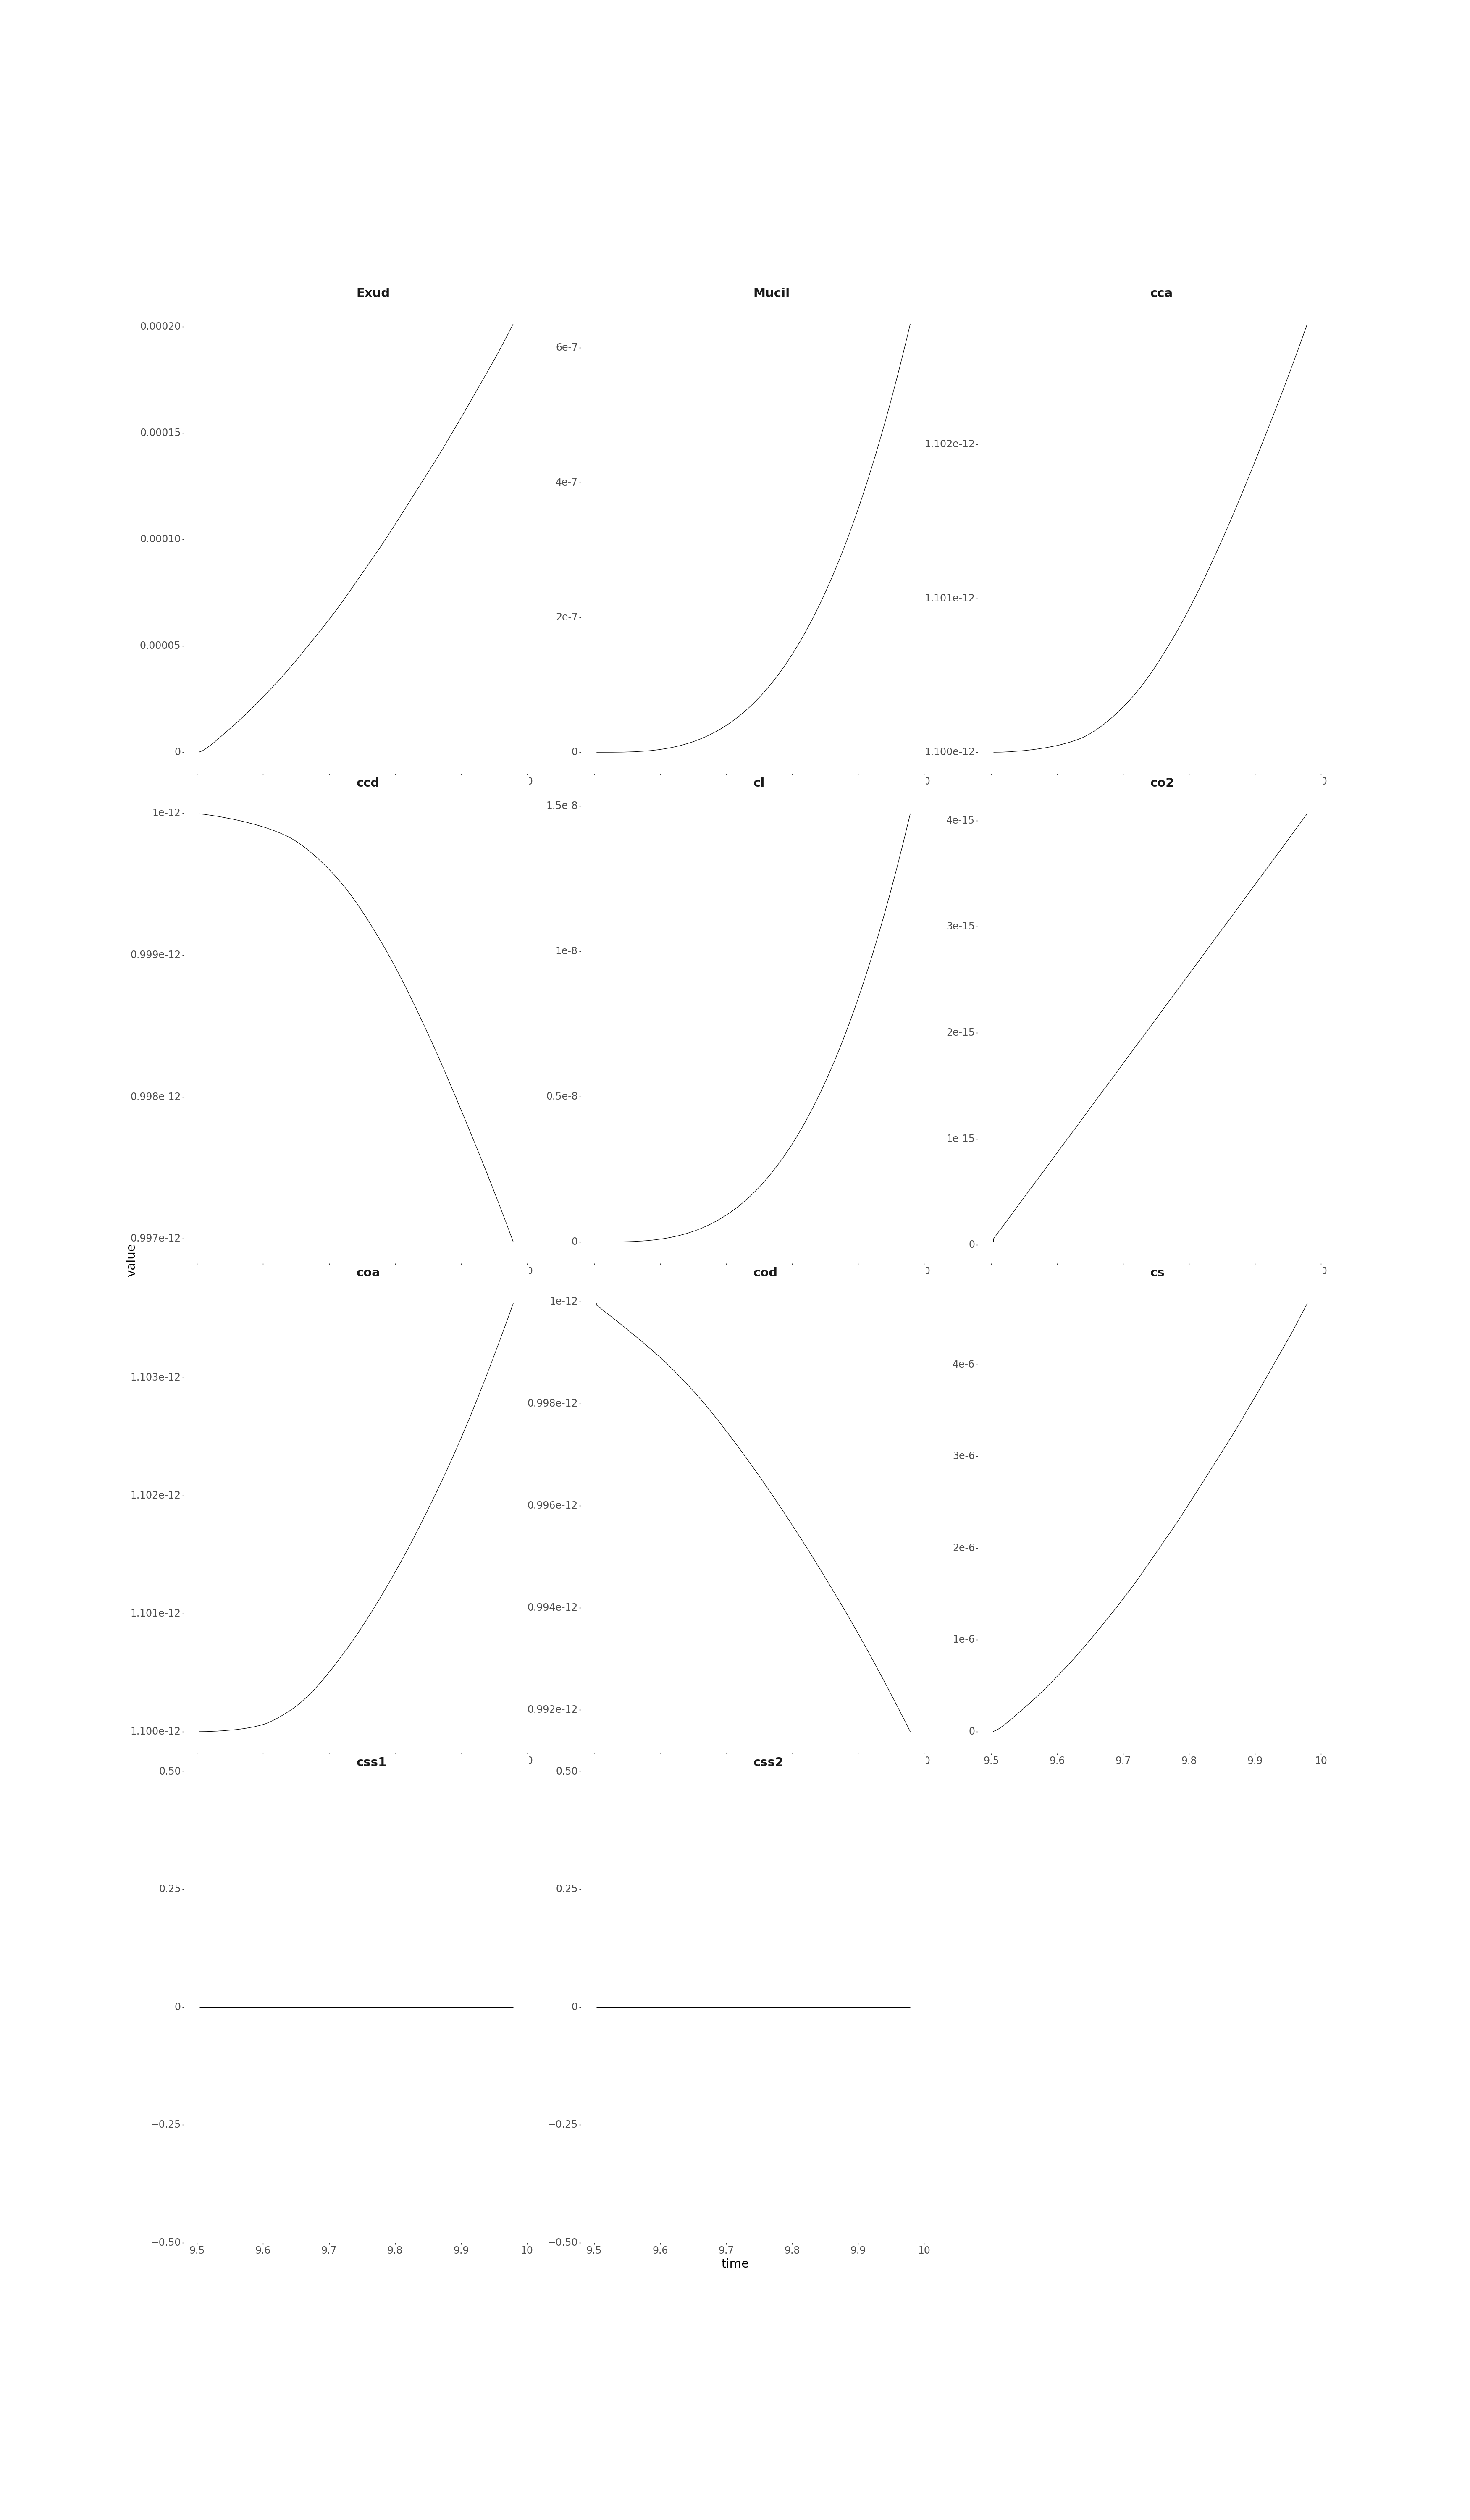 Exud Mucil cca
0.00020
0.00015
0.00010
0.00005
0
6e-7
4e-7
2e-7
0
1.102e-12
1.101e-12
1.100e-12
0 0 0
ccd cl co2
1e-12
0.999e-12
0.998e-12
0.997e-12
1.5e-8
1e-8
0.5e-8
0
4e-15
3e-15
2e-15
1e-15
0
0 0 0
value
coa cod cs
1.103e-12
1.102e-12
1.101e-12
1.100e-12
1e-12
0.998e-12
0.996e-12
0.994e-12
0.992e-12
4e-6
3e-6
2e-6
1e-6
0
0 0 9.5 9.6 9.7 9.8 9.9 10
css1 css2
0.50
0.25
0
−0.25
−0.50
0.50
0.25
0
−0.25
−0.50
9.5 9.6 9.7 9.8 9.9 10 9.5 9.6 9.7 9.8 9.9 10
time